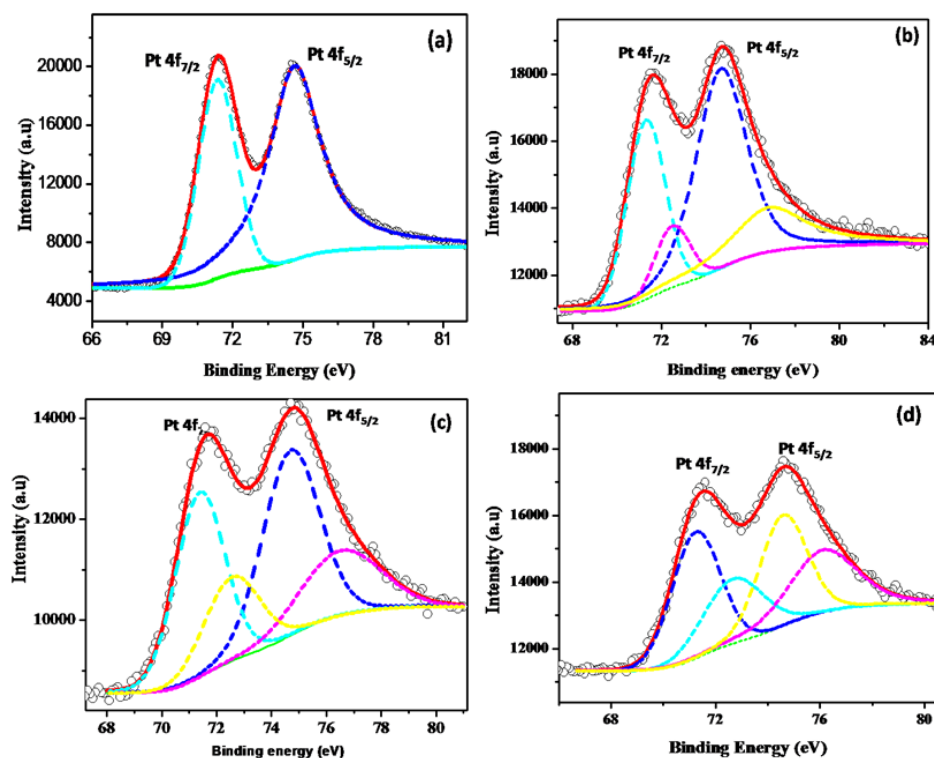 (a)
Pt 4f7/2
Pt 4f5/2
20000
16000
12000
8000
4000
Intensity (a.u)
66 69 72 75 78 81
Binding Energy (eV)
(b)
Pt 4f7/2
Pt 4f5/2
18000
16000
14000
12000
Intensity (a.u)
68 72 76 80 84
Binding energy (eV)
(c)
Pt 4f7
Pt 4f5/2
14000
12000
10000
Intensity (a.u)
68 70 72 74 76 78 80
Binding energy (eV)
(d)
Pt 4f7/2
Pt 4f5/2
18000
16000
14000
12000
Intensity (a.u)
68 72 76 80
Binding Energy (eV)